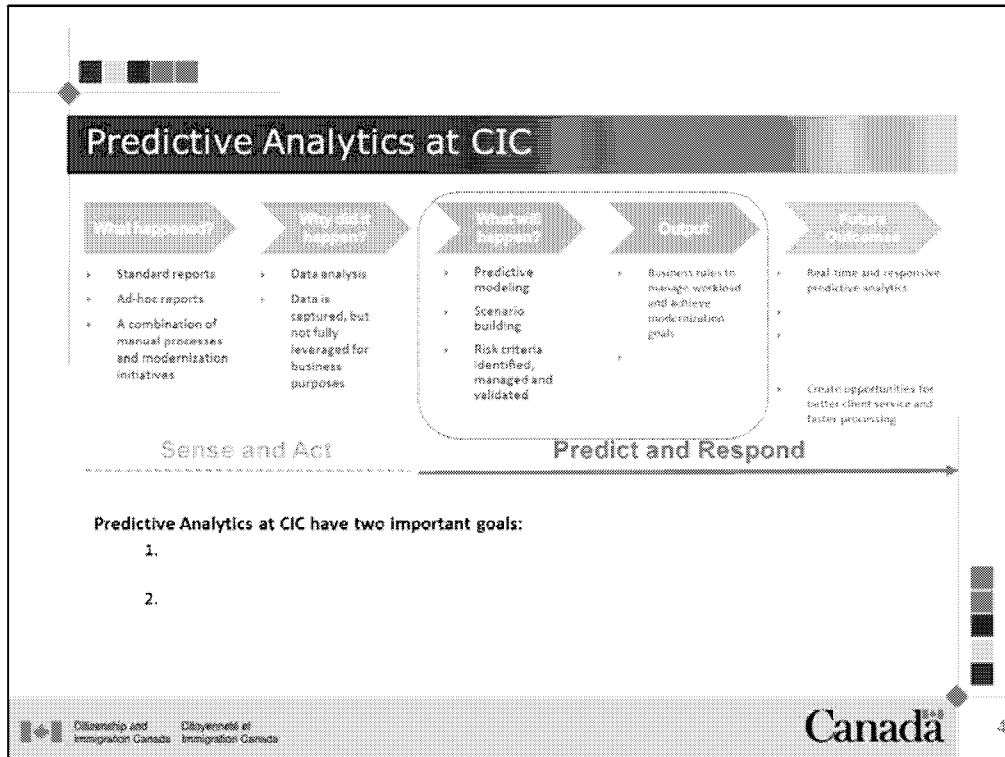 Predictive Analytics at CIC
What happened?
› Standard reports
› Ad-hoc reports
› A combination of
manual processes
and modernization
initiatives
Why did it
happen?
› Data analysis
› Data is
captured, but
not fully
leveraged for
business
purposes
What will
happen?
› Predictive
modeling
› Scenario
building
› Risk criteria
identified,
managed and
validated
Output
› Business rules to
manage workload
and achieve
modernization
goals
›
Future
› Real-time and responsive
predictive analytics
›
›
› Create opportunities for
better client service and
faster processing
Sense and Act
Predict and Respond
Predictive Analytics at CIC have two important goals:
1.
2.
Citizenship and
Immigration Canada
Citoyenneté et
Immigration Canada
Canada
4